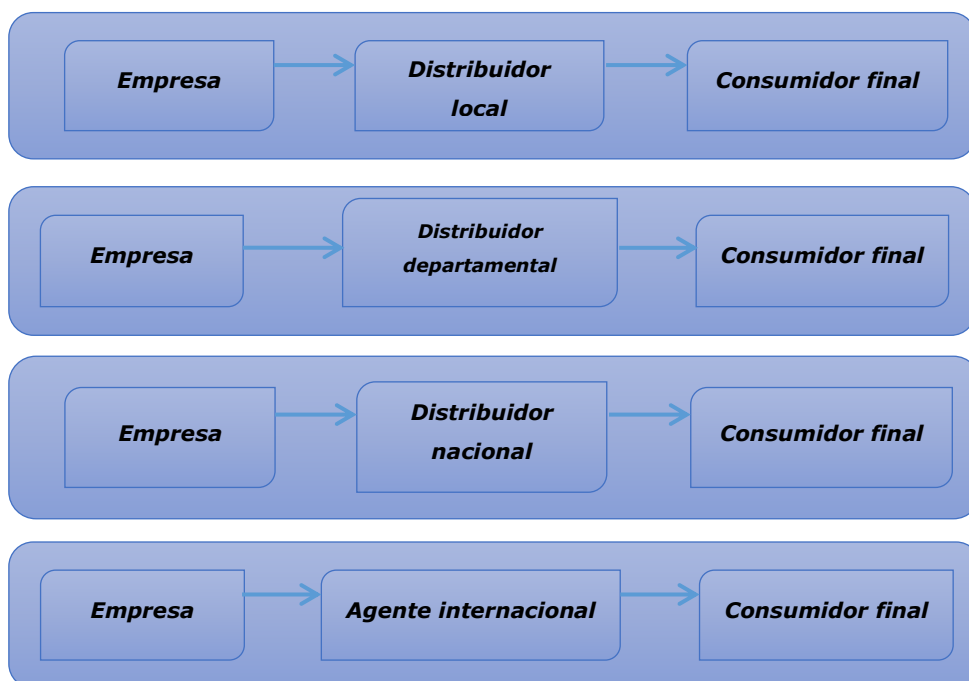 Empresa
Distribuidor
local
Consumidor final
Empresa
Distribuidor
departamental
Consumidor final
Empresa
Distribuidor
nacional
Consumidor final
Empresa
Agente internacional
Consumidor final